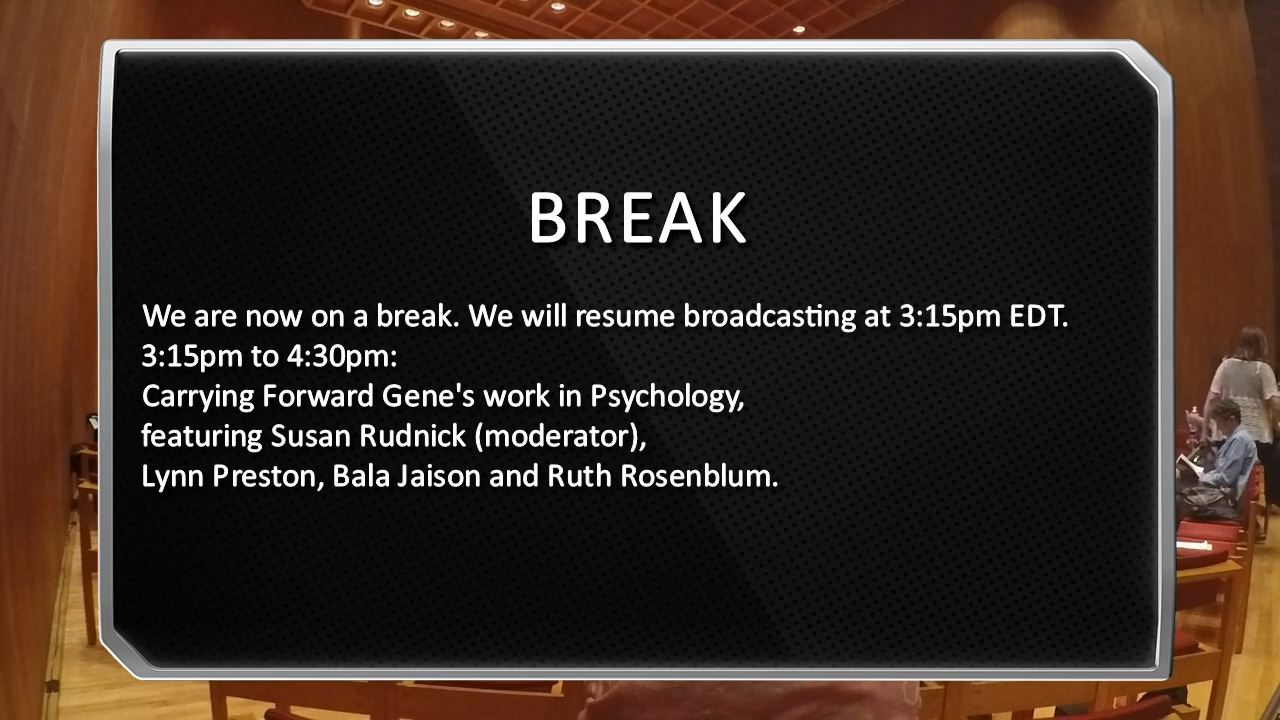 BREAK
We are now on a break. We will resume broadcasting at 3:15pm EDT.
3:15pm to 4:30pm:
Carrying Forward Gene's work in Psychology,
featuring Susan Rudnick (moderator),
Lynn Preston, Bala Jaison and Ruth Rosenblum.